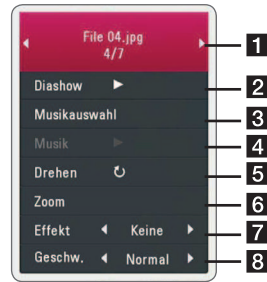 File 04.jpg
4/7
1
Diashow
2
Musikauswahl
3
Musik
4
Drehen
5
Zoom
6
Effekt Keine
7
Geschw. Normal
8